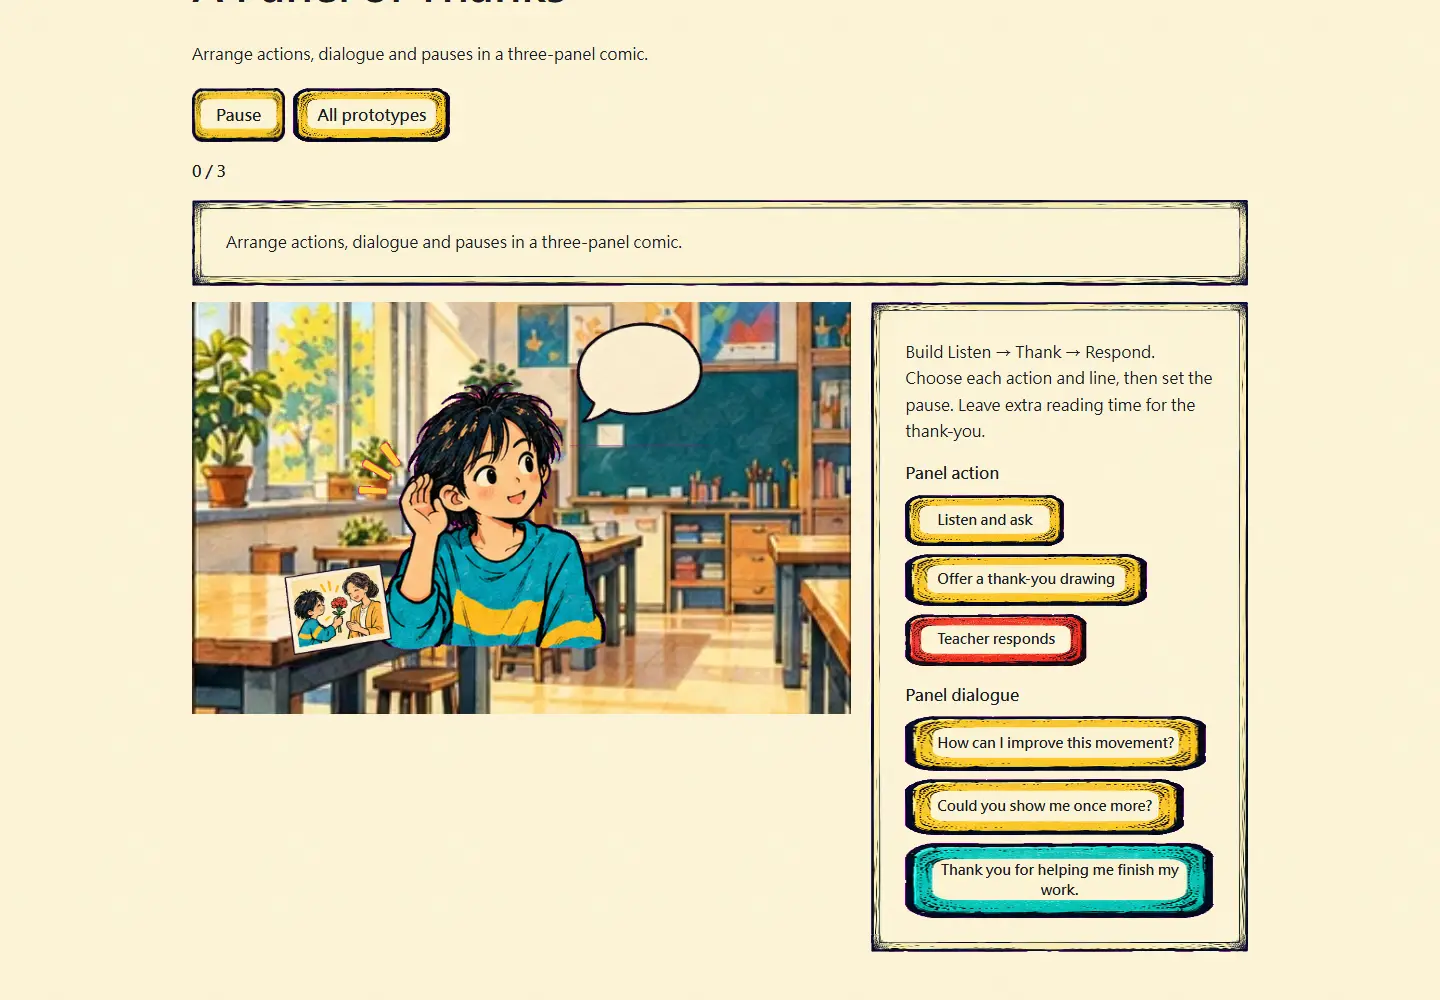 A Panel of Thanks
Arrange actions, dialogue and pauses in a three-panel comic.
Pause
All prototypes
0 / 3
Arrange actions, dialogue and pauses in a three-panel comic.
Build Listen → Thank → Respond.
Choose each action and line, then set the
pause. Leave extra reading time for the
thank-you.
Panel action
Listen and ask
Offer a thank-you drawing
Teacher responds
Panel dialogue
How can I improve this movement?
Could you show me once more?
Thank you for helping me finish my
work.